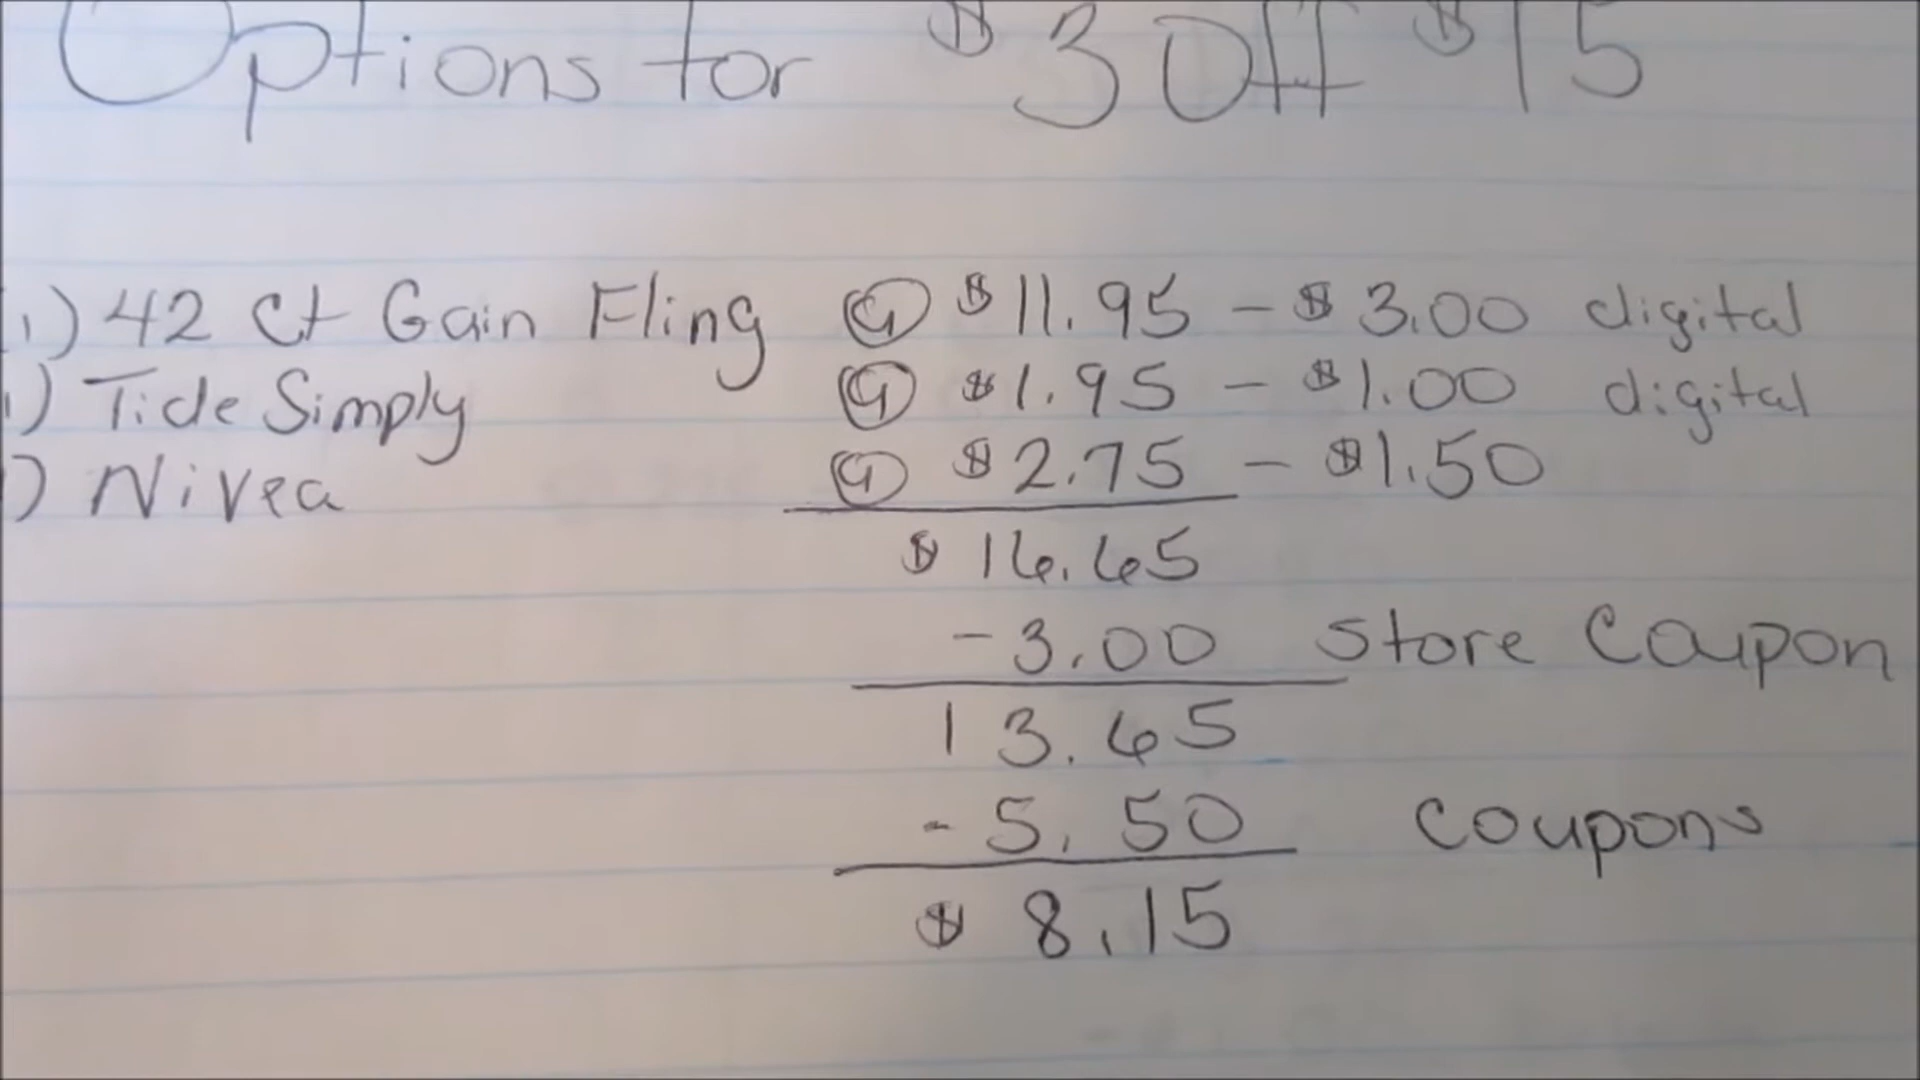 Options for $3 Off $15
1) 42 Ct Gain Fling @ $11.95 - $3.00 digital
1) Tide Simply @ $1.95 - $1.00 digital
) Nivea @ $2.75 - $1.50
$16.65
-3.00 Store Coupon
13.65
-5.50 Coupons
$8.15